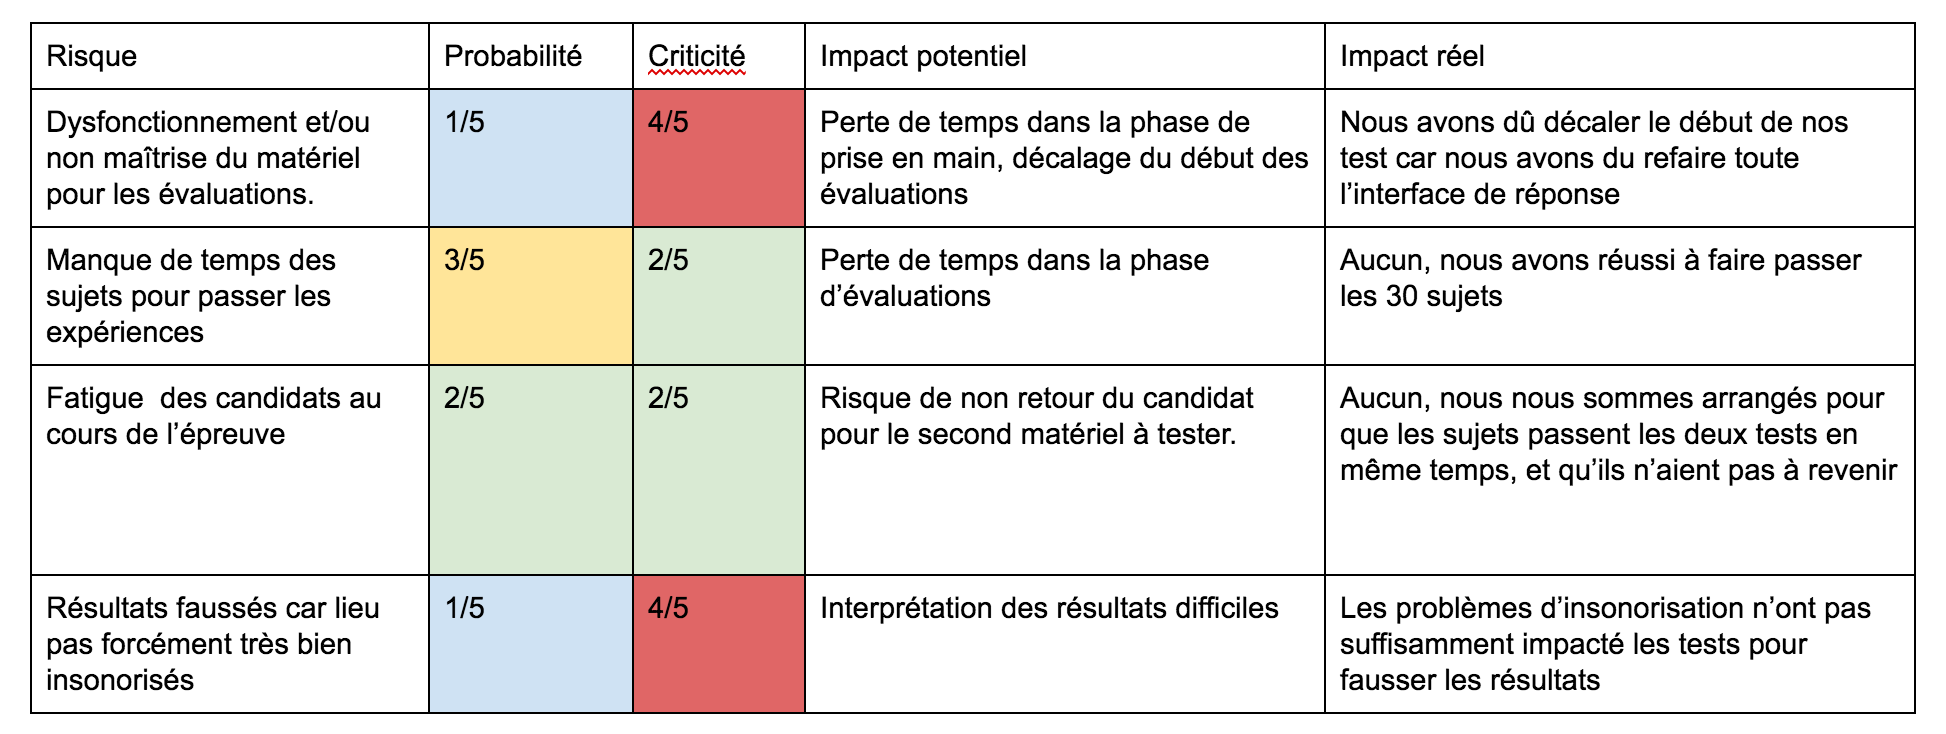 Risque
Probabilité
Criticité
Impact potentiel
Impact réel
Dysfonctionnement et/ou
non maîtrise du matériel
pour les évaluations.
1/5
4/5
Perte de temps dans la phase de
prise en main, décalage du début des
évaluations
Nous avons dû décaler le début de nos
test car nous avons du refaire toute
l’interface de réponse
Manque de temps des
sujets pour passer les
expériences
3/5
2/5
Perte de temps dans la phase
d’évaluations
Aucun, nous avons réussi à faire passer
les 30 sujets
Fatigue  des candidats au
cours de l’épreuve
2/5
2/5
Risque de non retour du candidat
pour le second matériel à tester.
Aucun, nous nous sommes arrangés pour
que les sujets passent les deux tests en
même temps, et qu’ils n’aient pas à revenir
Résultats faussés car lieu
pas forcément très bien
insonorisés
1/5
4/5
Interprétation des résultats difficiles
Les problèmes d’insonorisation n’ont pas
suffisamment impacté les tests pour
fausser les résultats